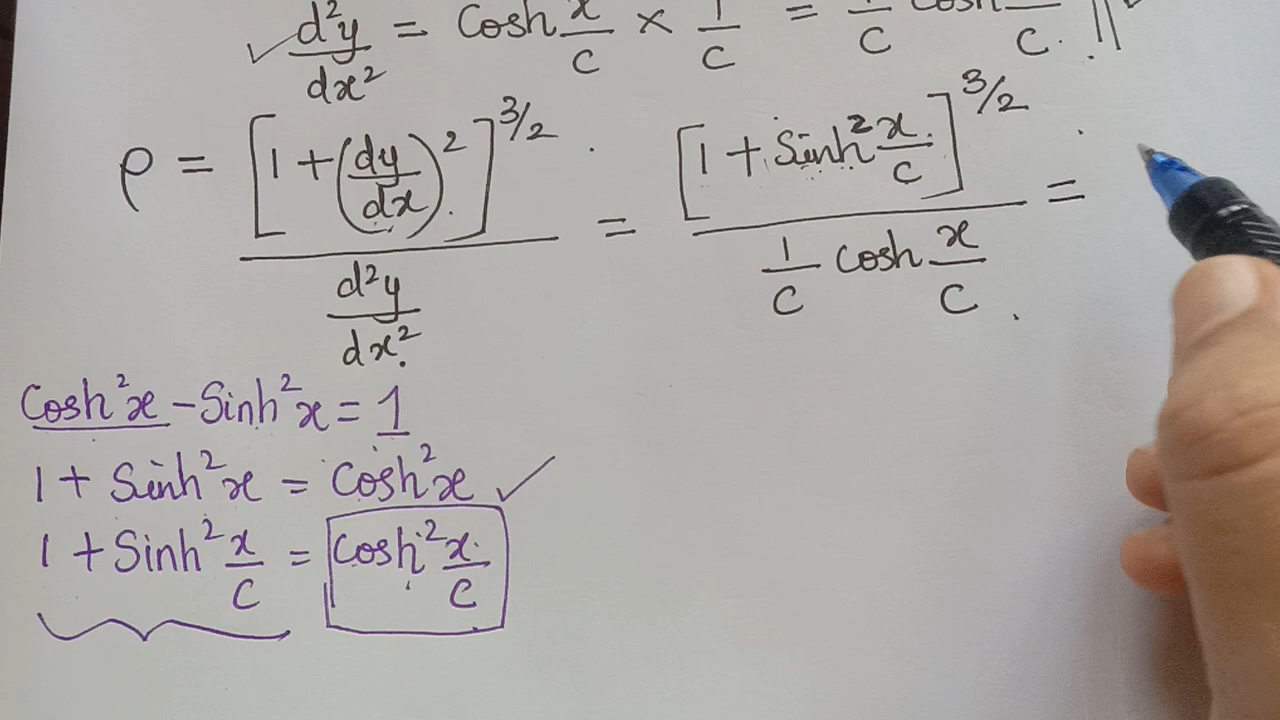 d²y/dx² = Cosh x/c × 1/c = 1/c cosh x/c.
ρ = [1 + (dy/dx)²]^3/2 / d²y/dx² = [1 + Sinh² x/c]^3/2 / 1/c cosh x/c =
Cosh²x - Sinh²x = 1
1 + Sinh²x = Cosh²x ✓
1 + Sinh² x/c = Cosh² x/c